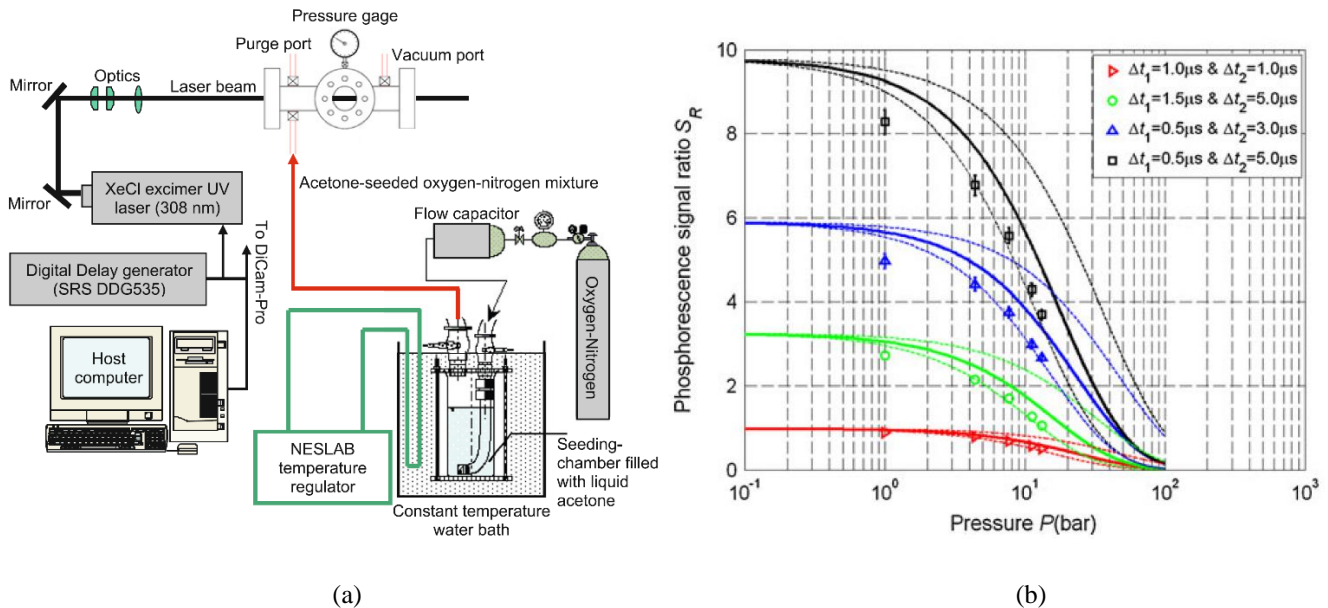 Pressure gage
Purge port
Vacuum port
Mirror
Optics
Laser beam
Mirror
XeCl excimer UV
laser (308 nm)
Acetone-seeded oxygen-nitrogen mixture
Flow capacitor
To DiCam-Pro
Digital Delay generator
(SRS DDG535)
Oxygen-Nitrogen
Host
computer
NESLAB
temperature
regulator
Seeding-
chamber filled
with liquid
acetone
Constant temperature
water bath
(a)
Phosphorescence signal ratio S_R
10
8
6
4
2
0
Δt₁=1.0μs & Δt₂=1.0μs
Δt₁=1.5μs & Δt₂=5.0μs
Δt₁=0.5μs & Δt₂=3.0μs
Δt₁=0.5μs & Δt₂=5.0μs
10⁻¹ 10⁰ 10¹ 10² 10³
Pressure P(bar)
(b)